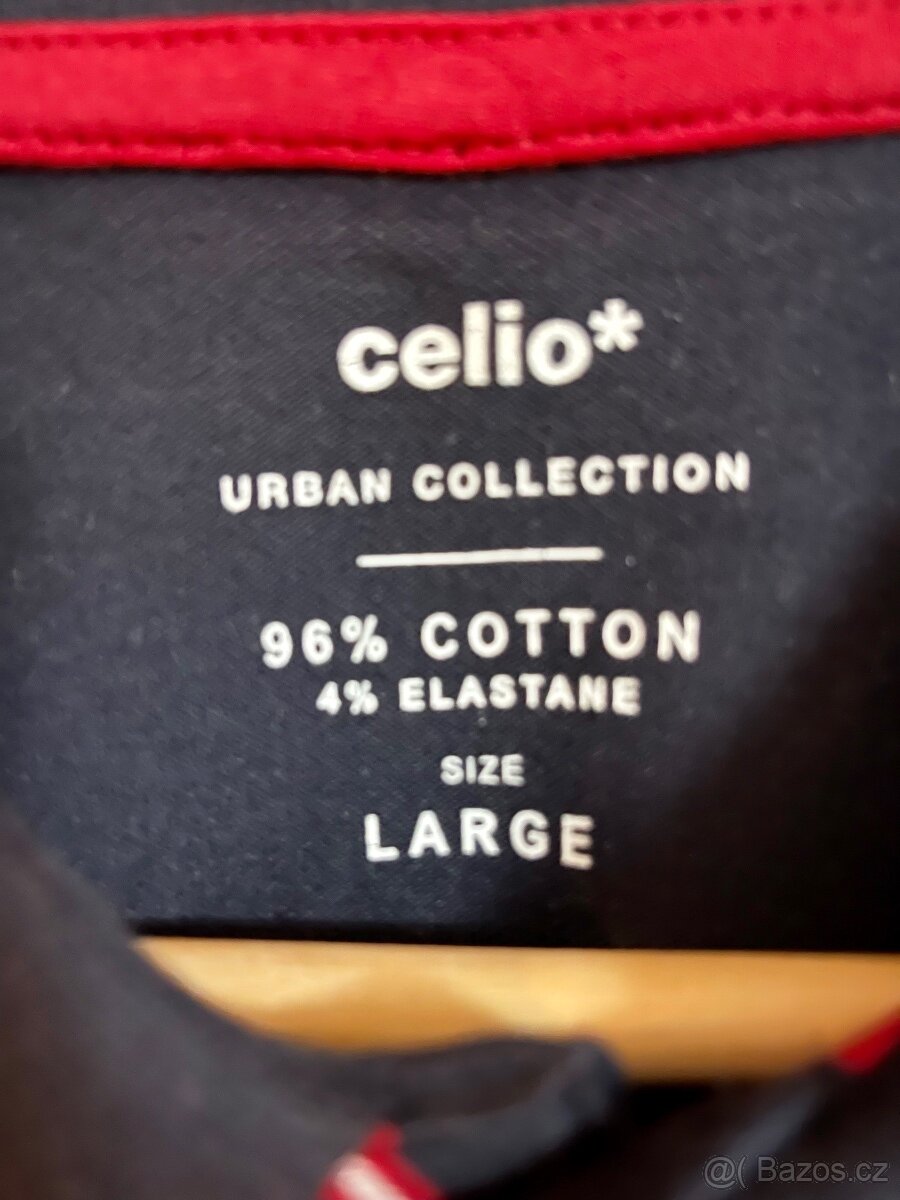 celio*
URBAN COLLECTION
96% COTTON
4% ELASTANE
SIZE
LARGE
@( Bazos.cz